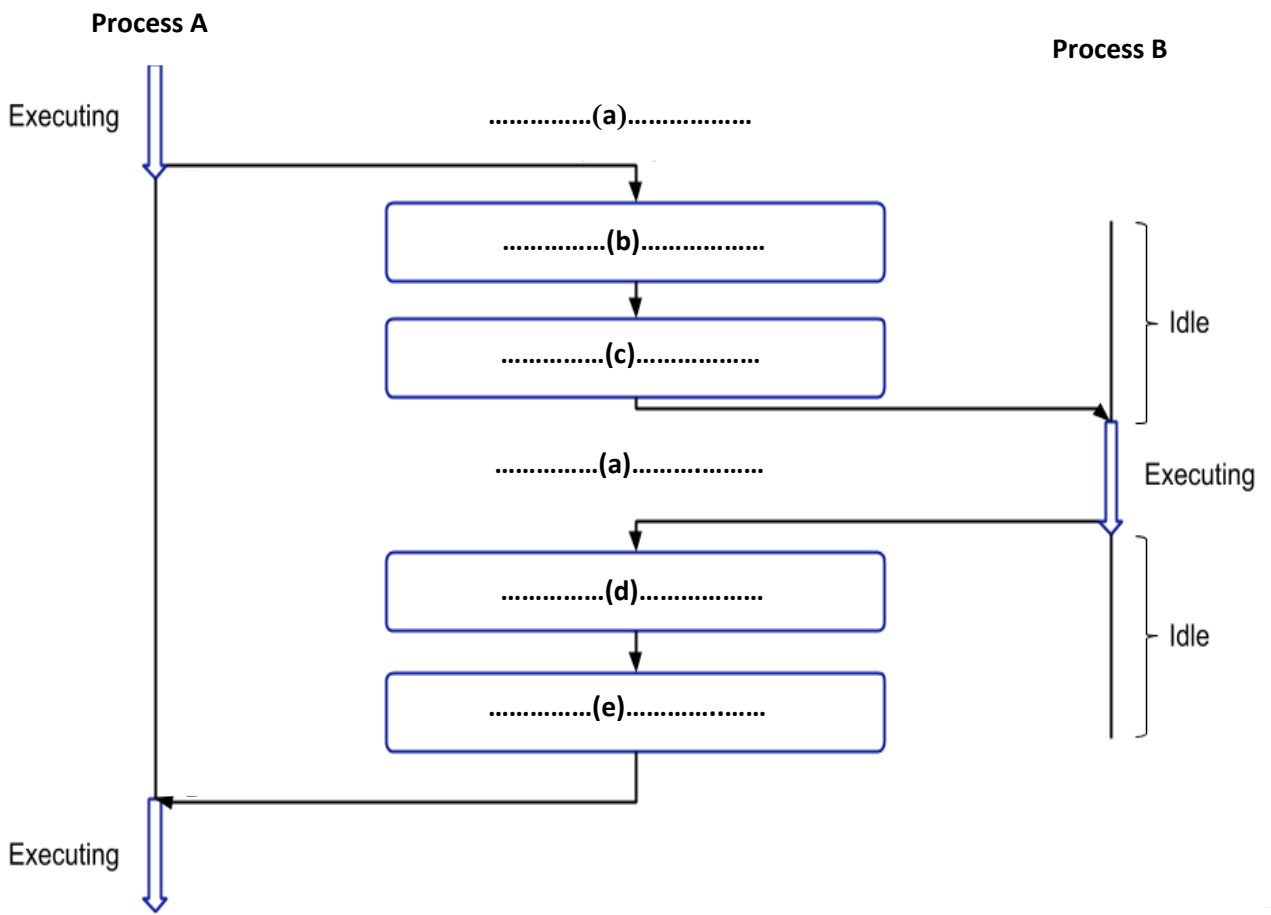 Process A
Process B
Executing
……………(a)……………
……………(b)…………….……
……………(c)………………
Idle
……………(a)……….………
Executing
……………(d)………………
Idle
……………(e)…………..……
Executing